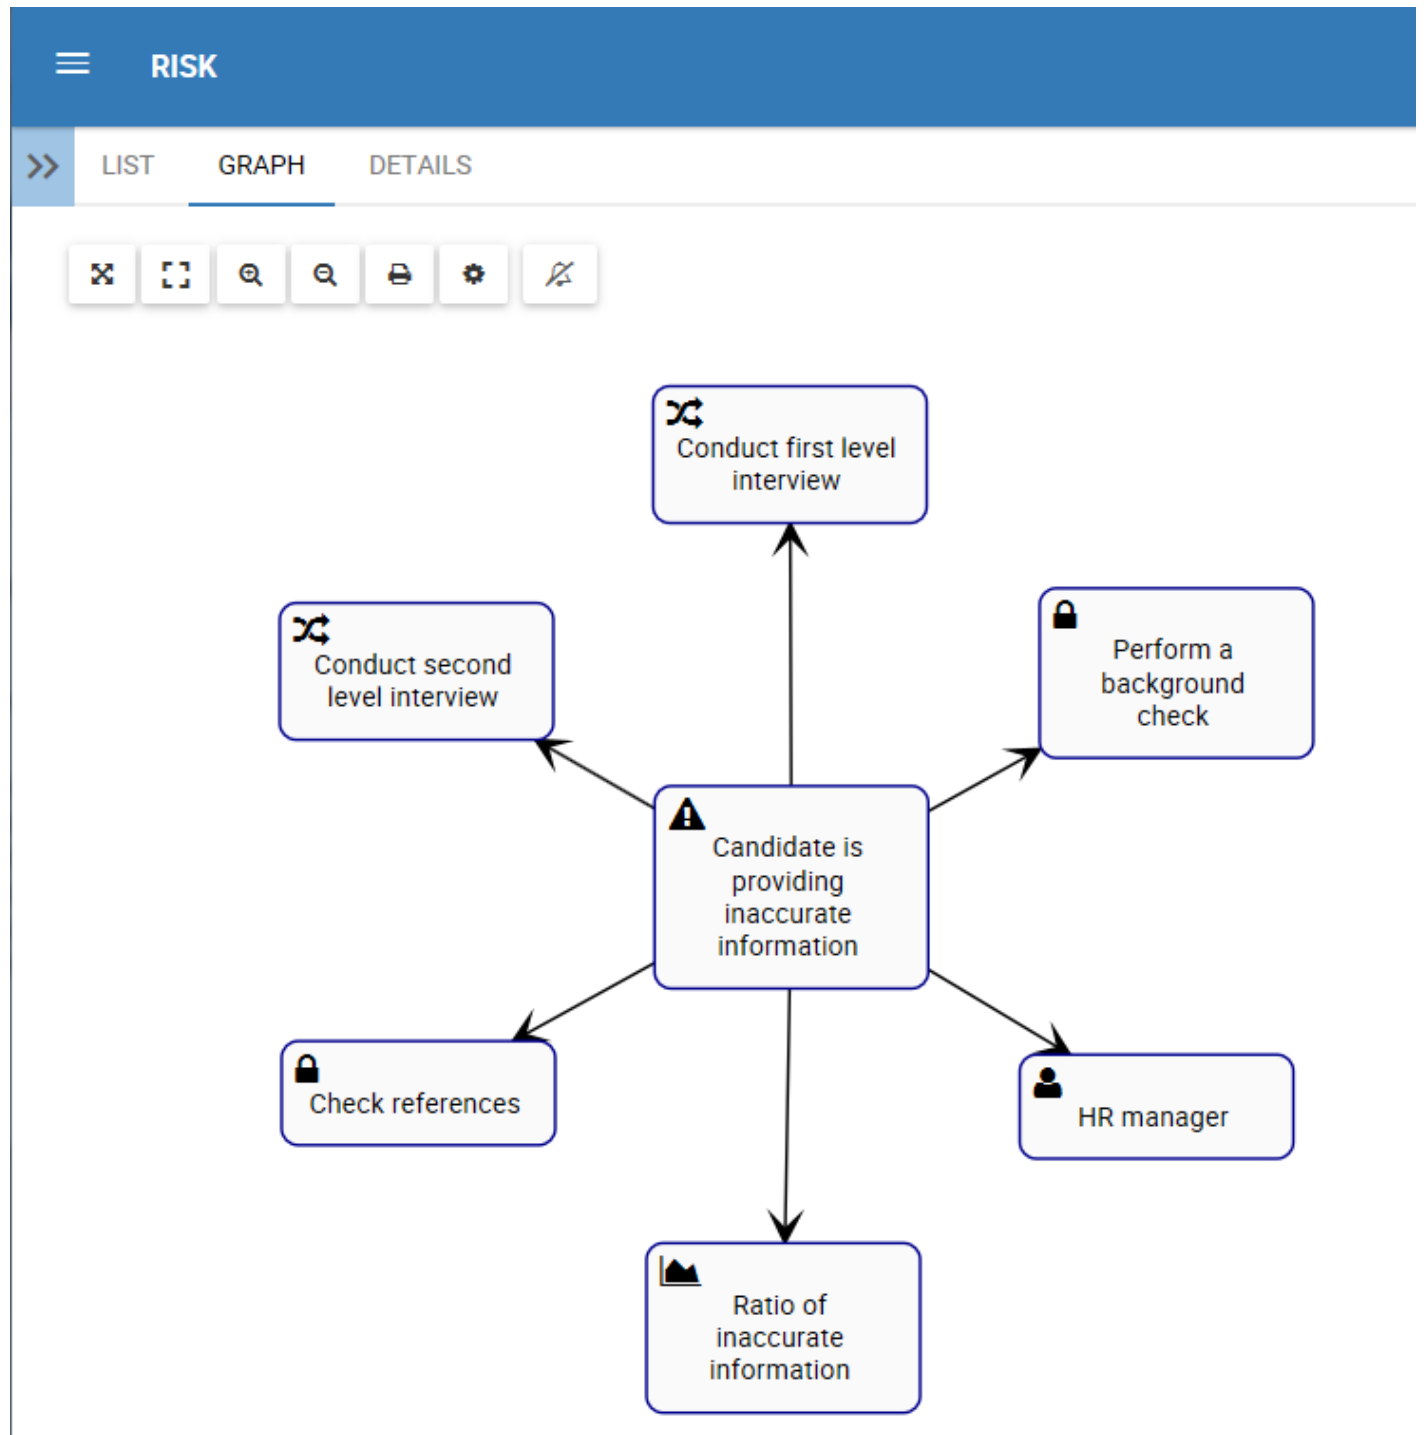 RISK
LIST GRAPH DETAILS
Conduct first level
interview
Conduct second
level interview
Perform a
background
check
Candidate is
providing
inaccurate
information
Check references
HR manager
Ratio of
inaccurate
information